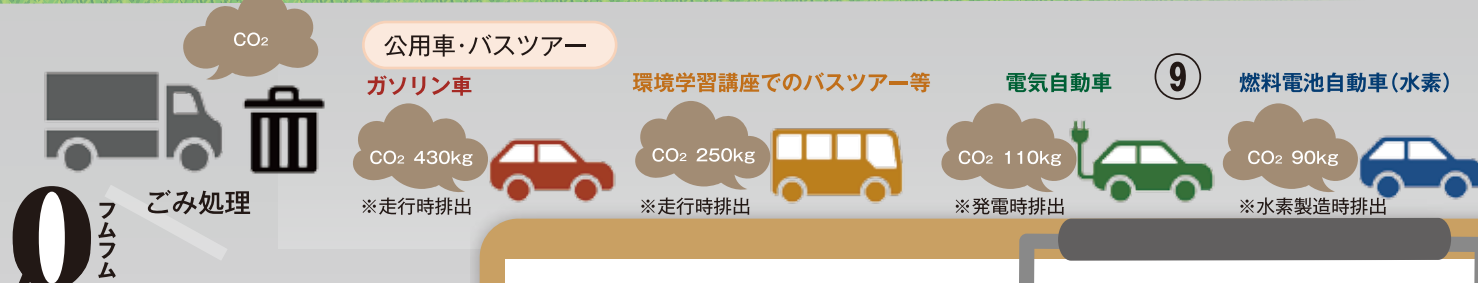 CO₂
公用車・バスツアー
ガソリン車
環境学習講座でのバスツアー等
電気自動車
⑨
燃料電池自動車(水素)
CO₂ 430kg
CO₂ 250kg
CO₂ 110kg
CO₂ 90kg
※走行時排出
※走行時排出
※発電時排出
※水素製造時排出
ごみ処理
Q
フムフム